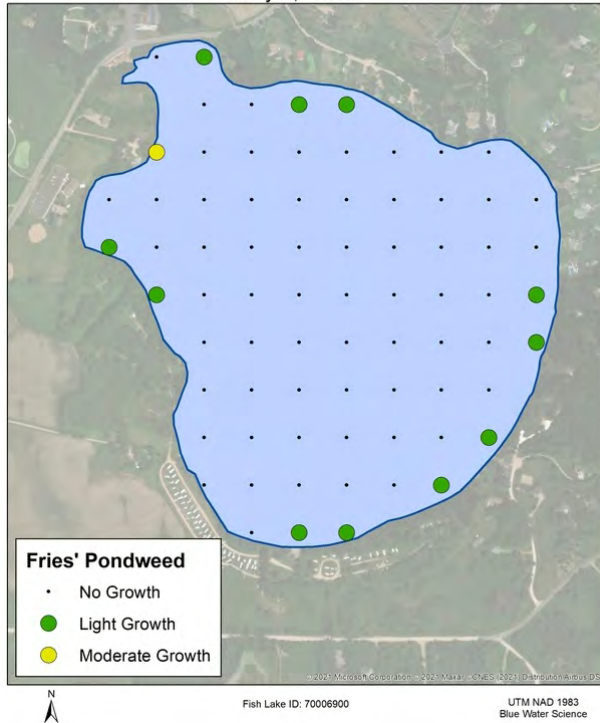 Fries' Pondweed
No Growth
Light Growth
Moderate Growth
© 2021 Microsoft Corporation © 2021 Maxar ©CNES (2021) Distribution Airbus DS
N
Fish Lake ID: 70006900
UTM NAD 1983
Blue Water Science